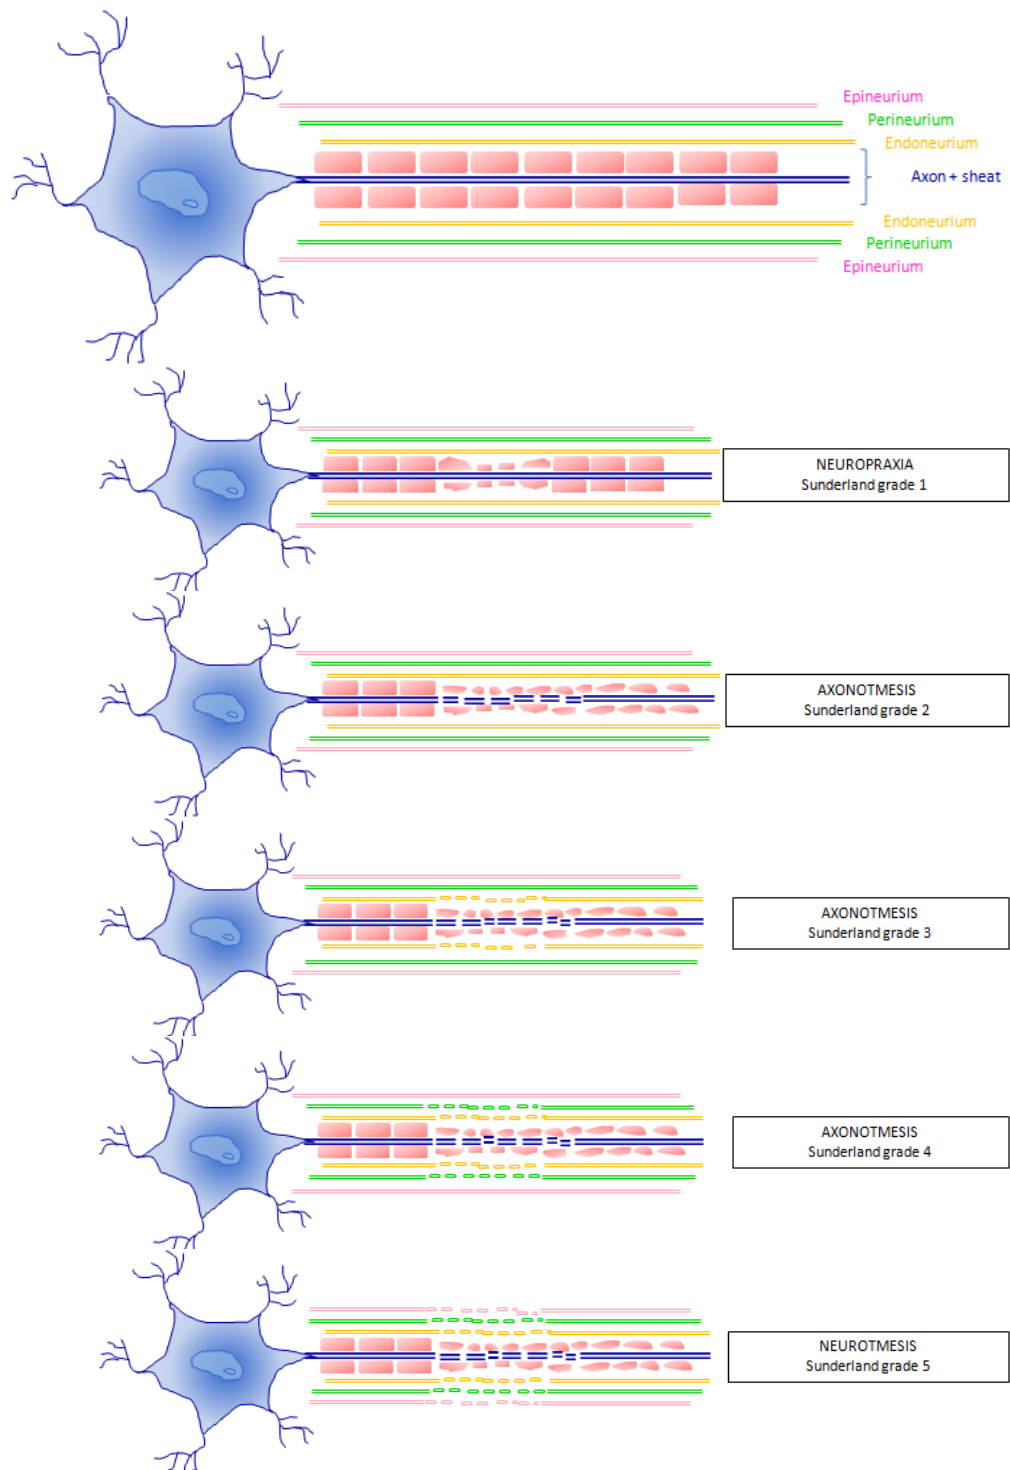 Epineurium
Perineurium
Endoneurium
Axon + sheat
Endoneurium
Perineurium
Epineurium
NEUROPRAXIA
Sunderland grade 1
AXONOTMESIS
Sunderland grade 2
AXONOTMESIS
Sunderland grade 3
AXONOTMESIS
Sunderland grade 4
NEUROTMESIS
Sunderland grade 5